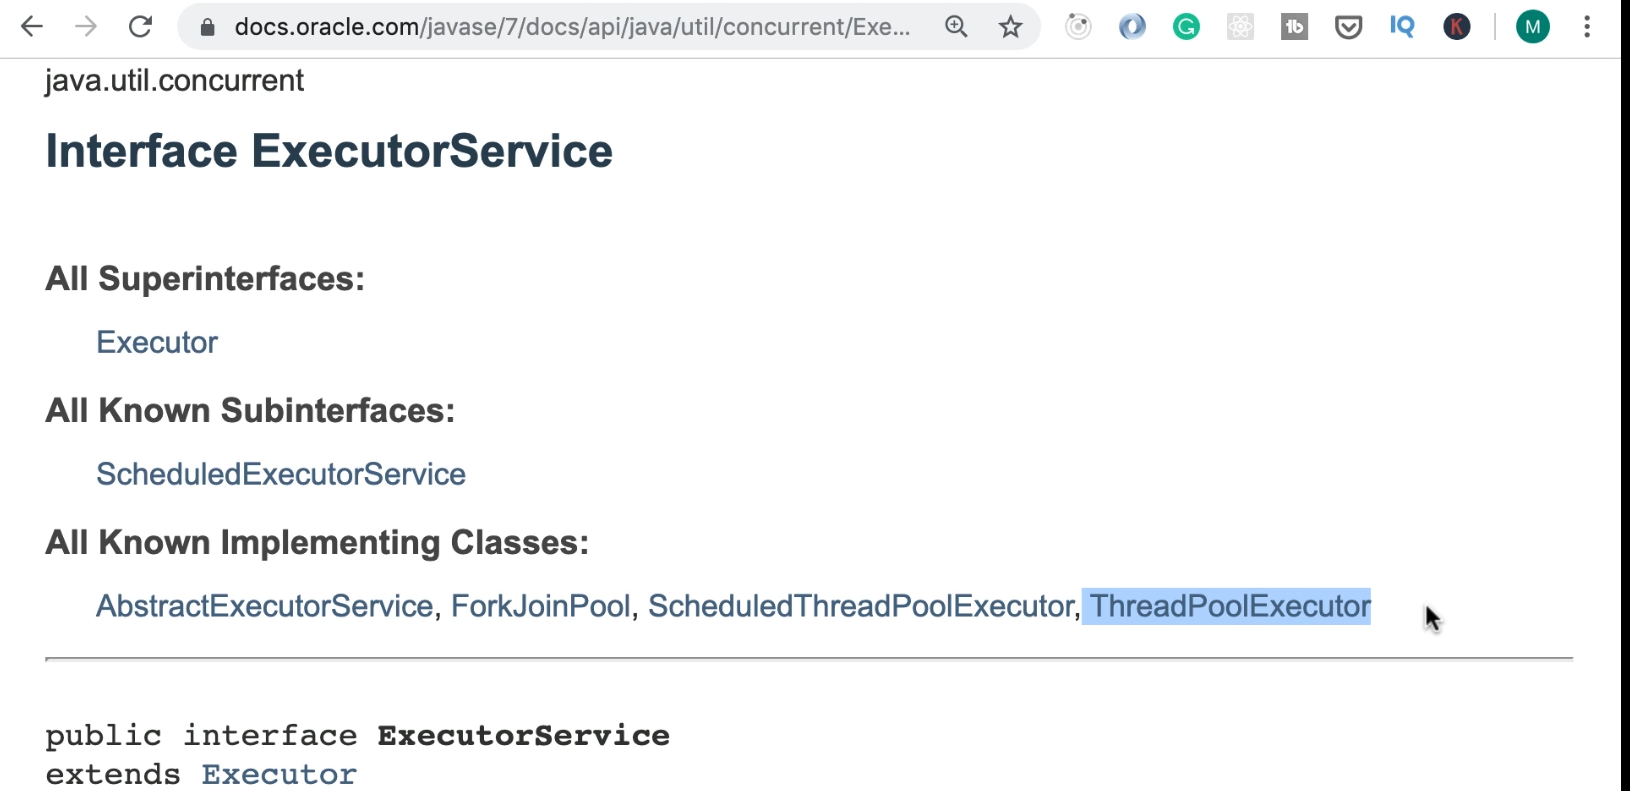 docs.oracle.com/javase/7/docs/api/java/util/concurrent/Exe...
G
tb
IQ
K
M
java.util.concurrent
Interface ExecutorService
All Superinterfaces:
Executor
All Known Subinterfaces:
ScheduledExecutorService
All Known Implementing Classes:
AbstractExecutorService, ForkJoinPool, ScheduledThreadPoolExecutor, ThreadPoolExecutor
public interface ExecutorService
extends Executor